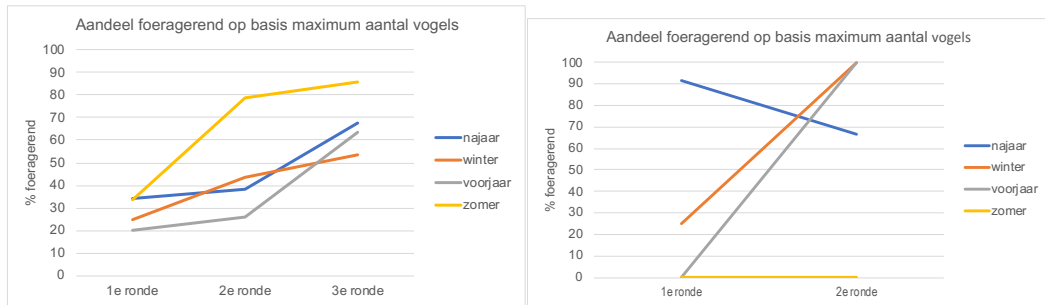 Aandeel foeragerend op basis maximum aantal vogels
% foeragerend
100
90
80
70
60
50
40
30
20
10
0
1e ronde
2e ronde
3e ronde
najaar
winter
voorjaar
zomer
Aandeel foeragerend op basis maximum aantal vogels
% foeragerend
100
90
80
70
60
50
40
30
20
10
0
1e ronde
2e ronde
najaar
winter
voorjaar
zomer